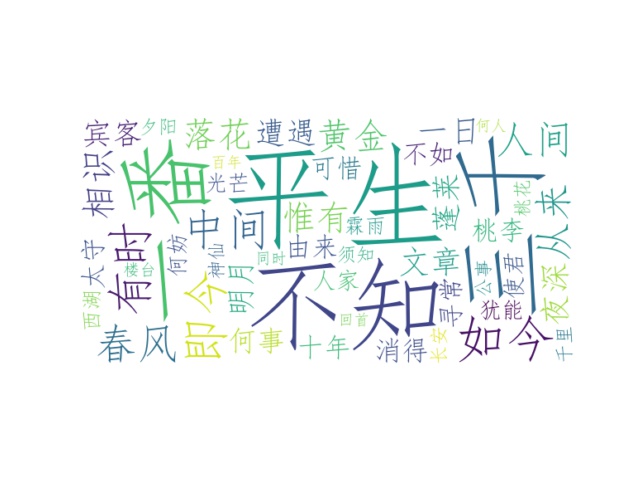 宾客
夕阳
落花
遭遇
黄金
一日
人间
何人
相识
一番
百年
光芒
平生
可惜
不如
三千
蓬莱
桃花
桃李
从来
太守
有时
何妨
中间
惟有
霖雨
由来
须知
文章
寻常
公事
使君
夜深
楼台
神仙
同时
人家
不知
犹能
西湖
即今
明月
春风
何事
十年
回首
消得
长安
如今
千里